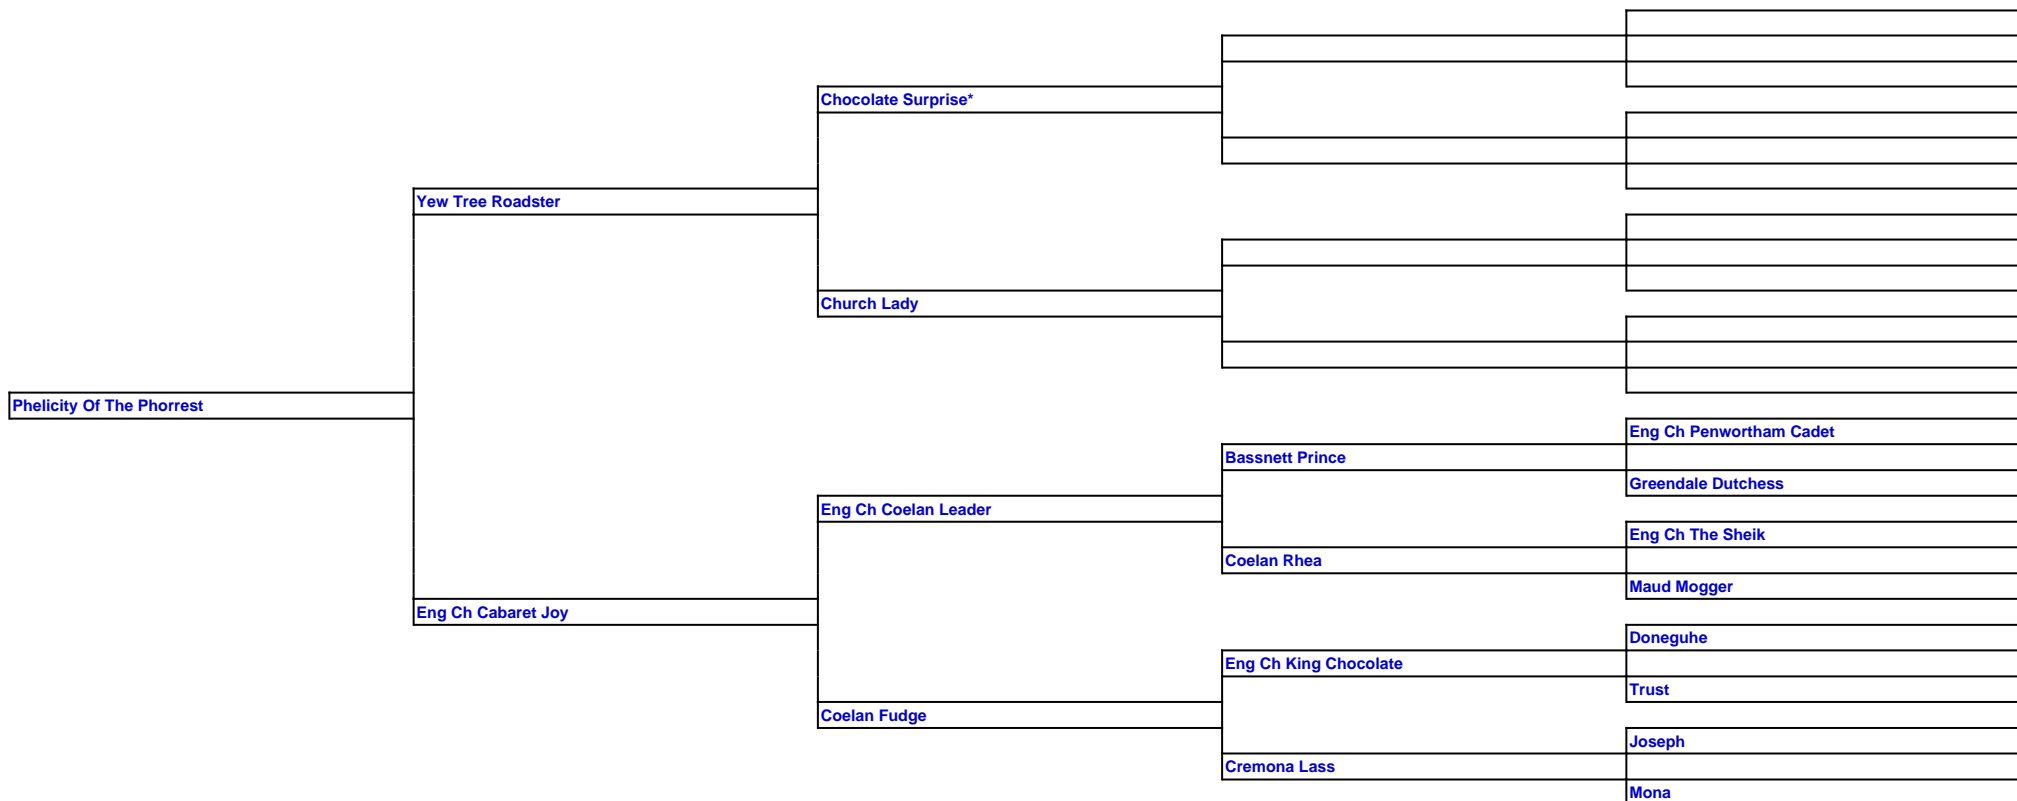 Chocolate Surprise*
Yew Tree Roadster
Church Lady
Phelicity Of The Phorrest
Eng Ch Penwortham Cadet
Bassnett Prince
Greendale Dutchess
Eng Ch Coelan Leader
Eng Ch The Sheik
Coelan Rhea
Maud Mogger
Eng Ch Cabaret Joy
Doneguhe
Eng Ch King Chocolate
Trust
Coelan Fudge
Joseph
Cremona Lass
Mona